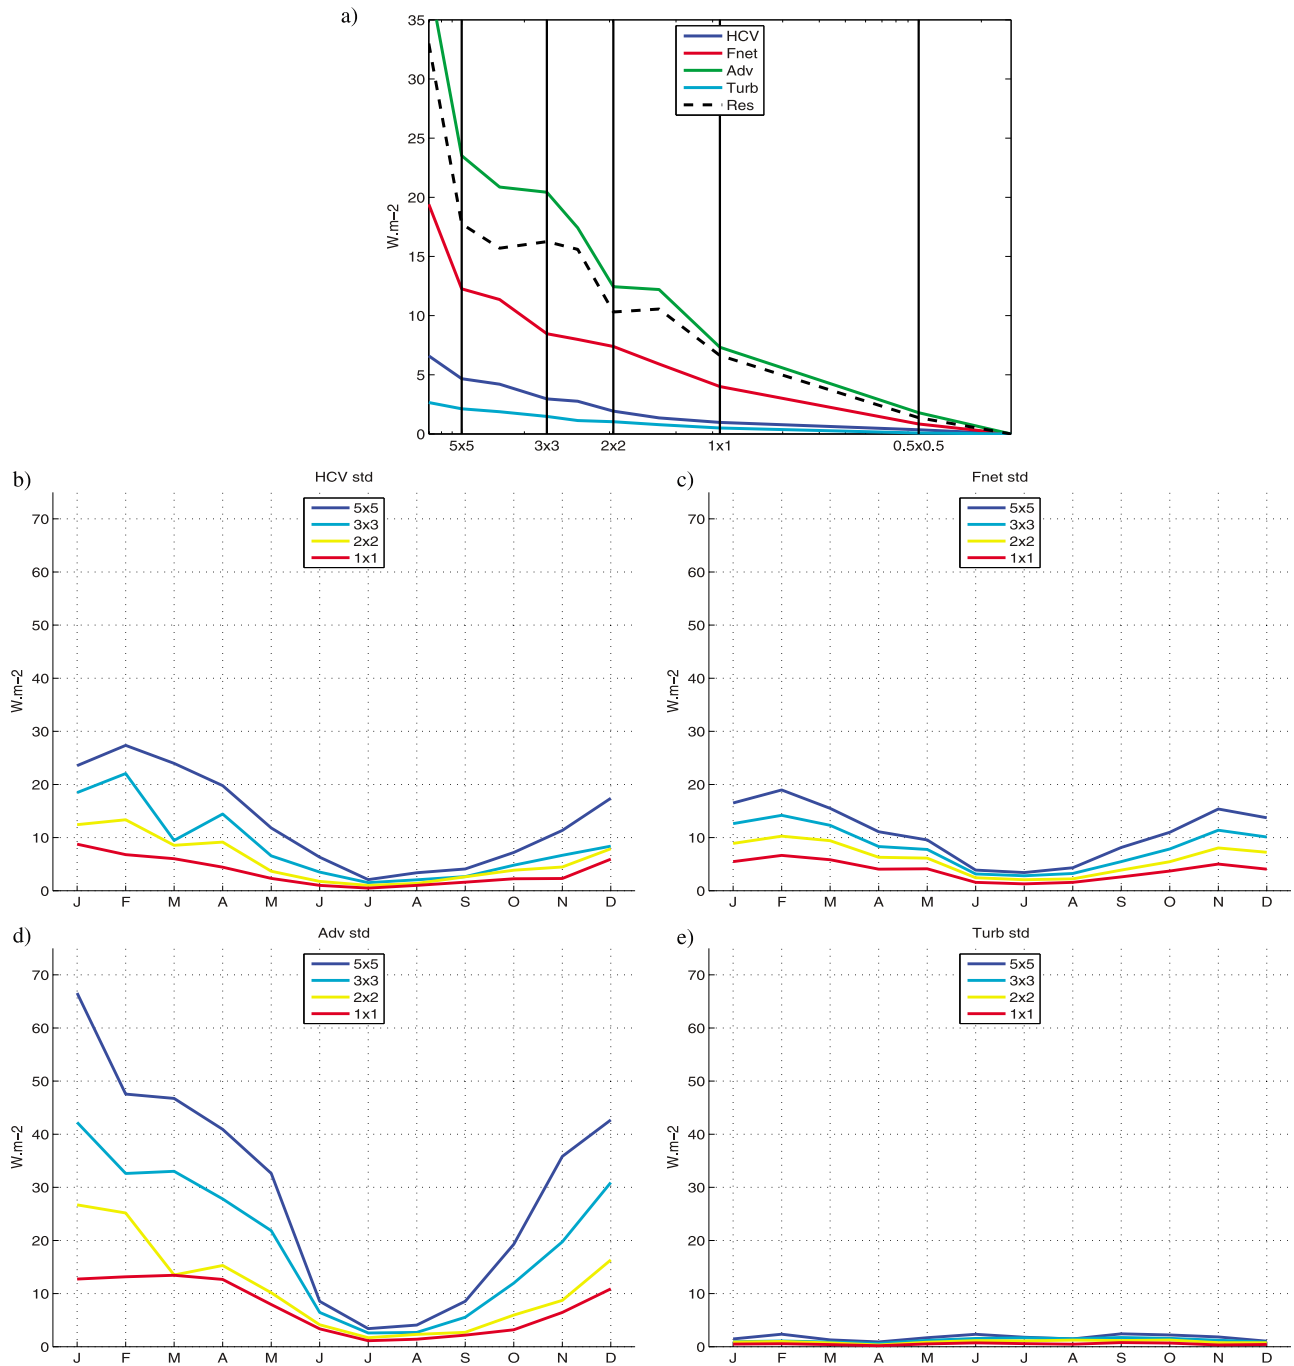 a)
35
30
25
20
15
10
5
0
W.m-2
HCV
Fnet
Adv
Turb
Res
5x5 3x3 2x2 1x1 0.5x0.5
b)
HCV std
5x5
3x3
2x2
1x1
70
60
50
40
30
20
10
0
W.m-2
J F M A M J J A S O N D
c)
Fnet std
5x5
3x3
2x2
1x1
70
60
50
40
30
20
10
0
W.m-2
J F M A M J J A S O N D
d)
Adv std
5x5
3x3
2x2
1x1
70
60
50
40
30
20
10
0
W.m-2
J F M A M J J A S O N D
e)
Turb std
5x5
3x3
2x2
1x1
70
60
50
40
30
20
10
0
W.m-2
J F M A M J J A S O N D